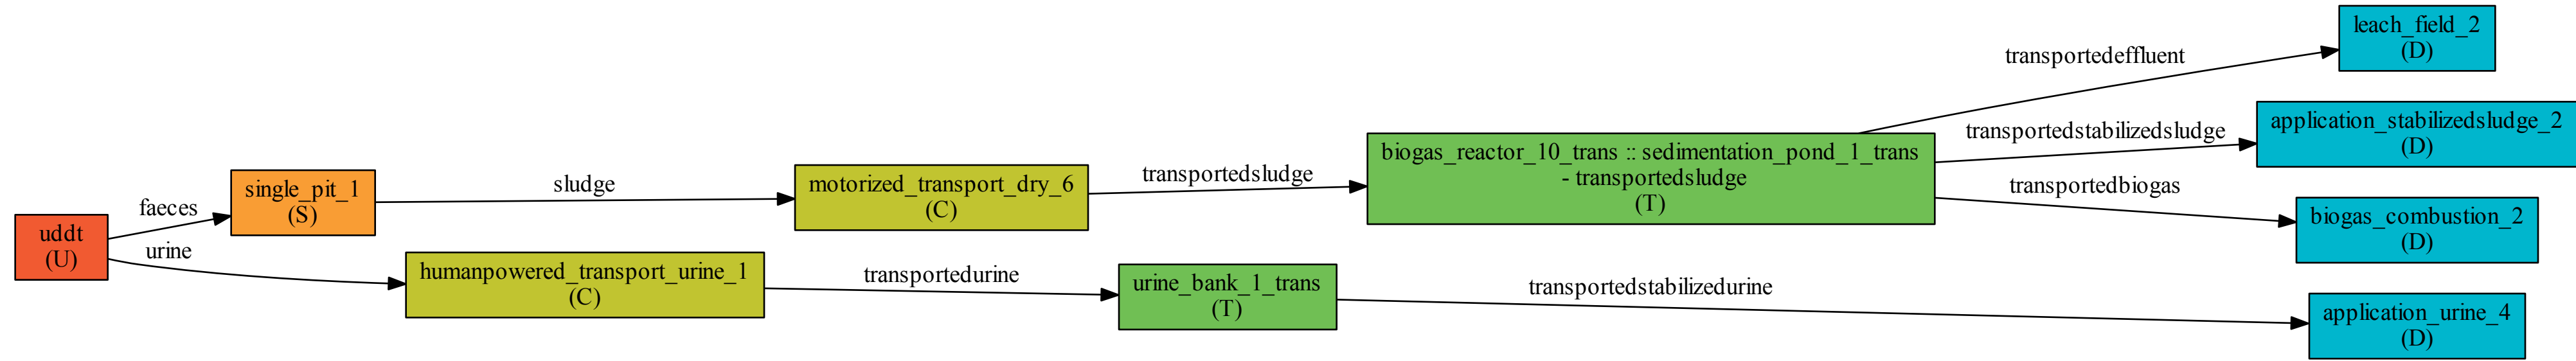 uddt
(U)
faeces
urine
single_pit_1
(S)
sludge
humanpowered_transport_urine_1
(C)
motorized_transport_dry_6
(C)
transportedurine
transportedsludge
urine_bank_1_trans
(T)
biogas_reactor_10_trans :: sedimentation_pond_1_trans
- transportedsludge
(T)
transportedeffluent
transportedstabilizedsludge
transportedbiogas
transportedstabilizedurine
leach_field_2
(D)
application_stabilizedsludge_2
(D)
biogas_combustion_2
(D)
application_urine_4
(D)